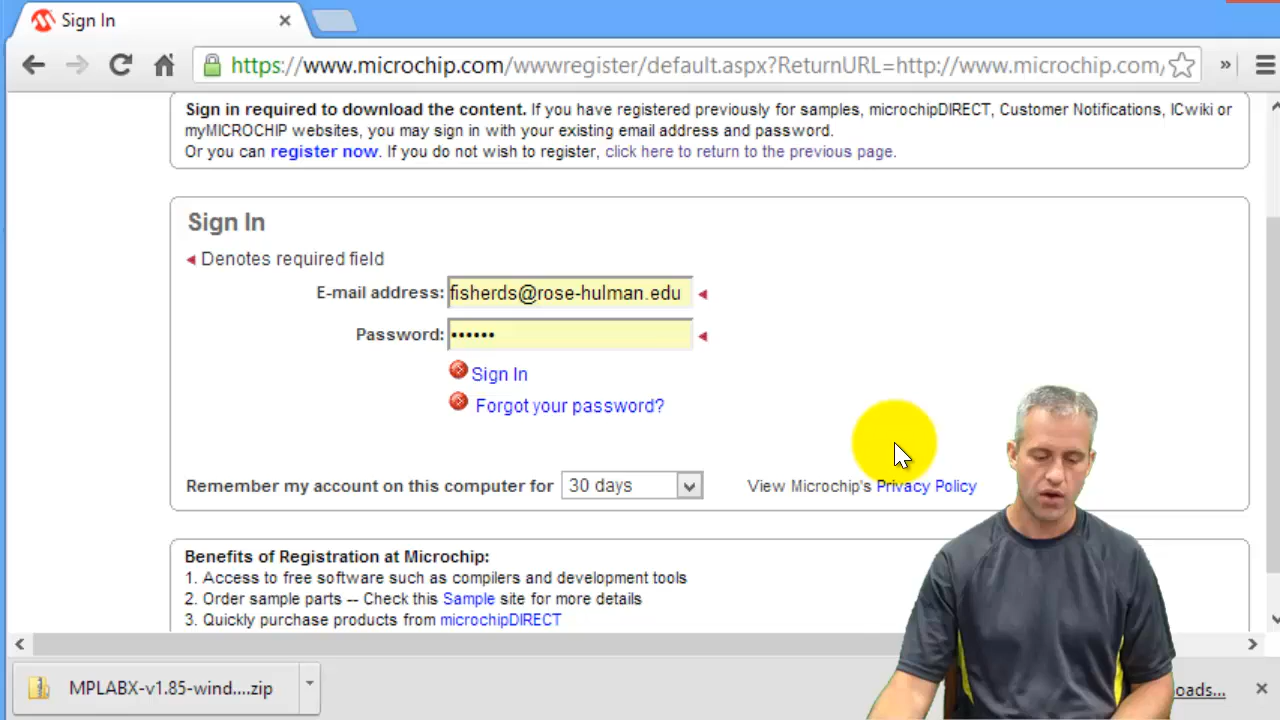 Sign In
https://www.microchip.com/wwwregister/default.aspx?ReturnURL=http://www.microchip.com/
Sign in required to download the content. If you have registered previously for samples, microchipDIRECT, Customer Notifications, ICwiki or
myMICROCHIP websites, you may sign in with your existing email address and password.
Or you can register now. If you do not wish to register, click here to return to the previous page.
Sign In
Denotes required field
E-mail address: fisherds@rose-hulman.edu
Password: ••••••
Sign In
Forgot your password?
Remember my account on this computer for 30 days View Microchip's Privacy Policy
Benefits of Registration at Microchip:
1. Access to free software such as compilers and development tools
2. Order sample parts -- Check this Sample site for more details
3. Quickly purchase products from microchipDIRECT
MPLABX-v1.85-wind....zip